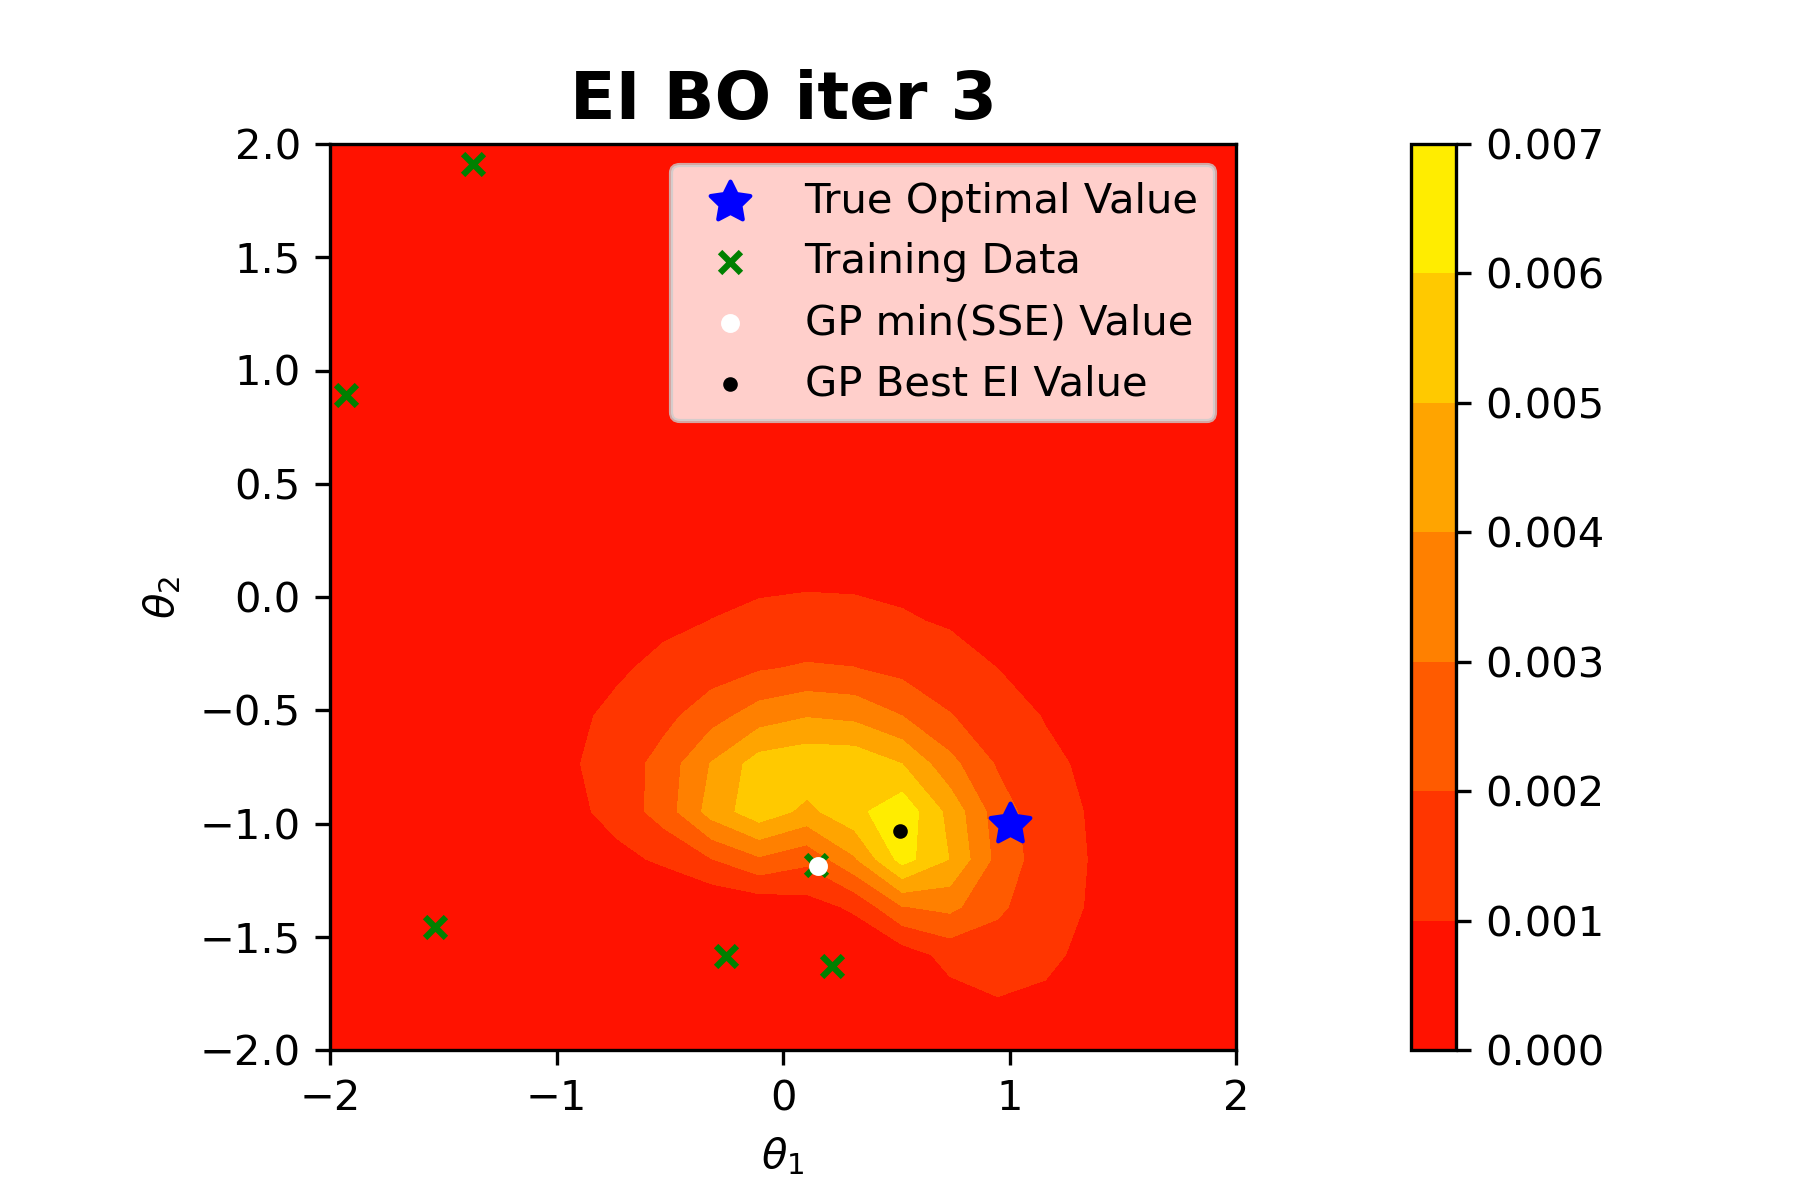 EI BO iter 3
True Optimal Value
Training Data
GP min(SSE) Value
GP Best EI Value
2.0
1.5
1.0
0.5
0.0
−0.5
−1.0
−1.5
−2.0
θ₂
−2 −1 0 1 2
θ₁
0.007
0.006
0.005
0.004
0.003
0.002
0.001
0.000